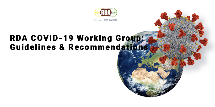 RDA COVID-19 Working Group:
Guidelines & Recommendations